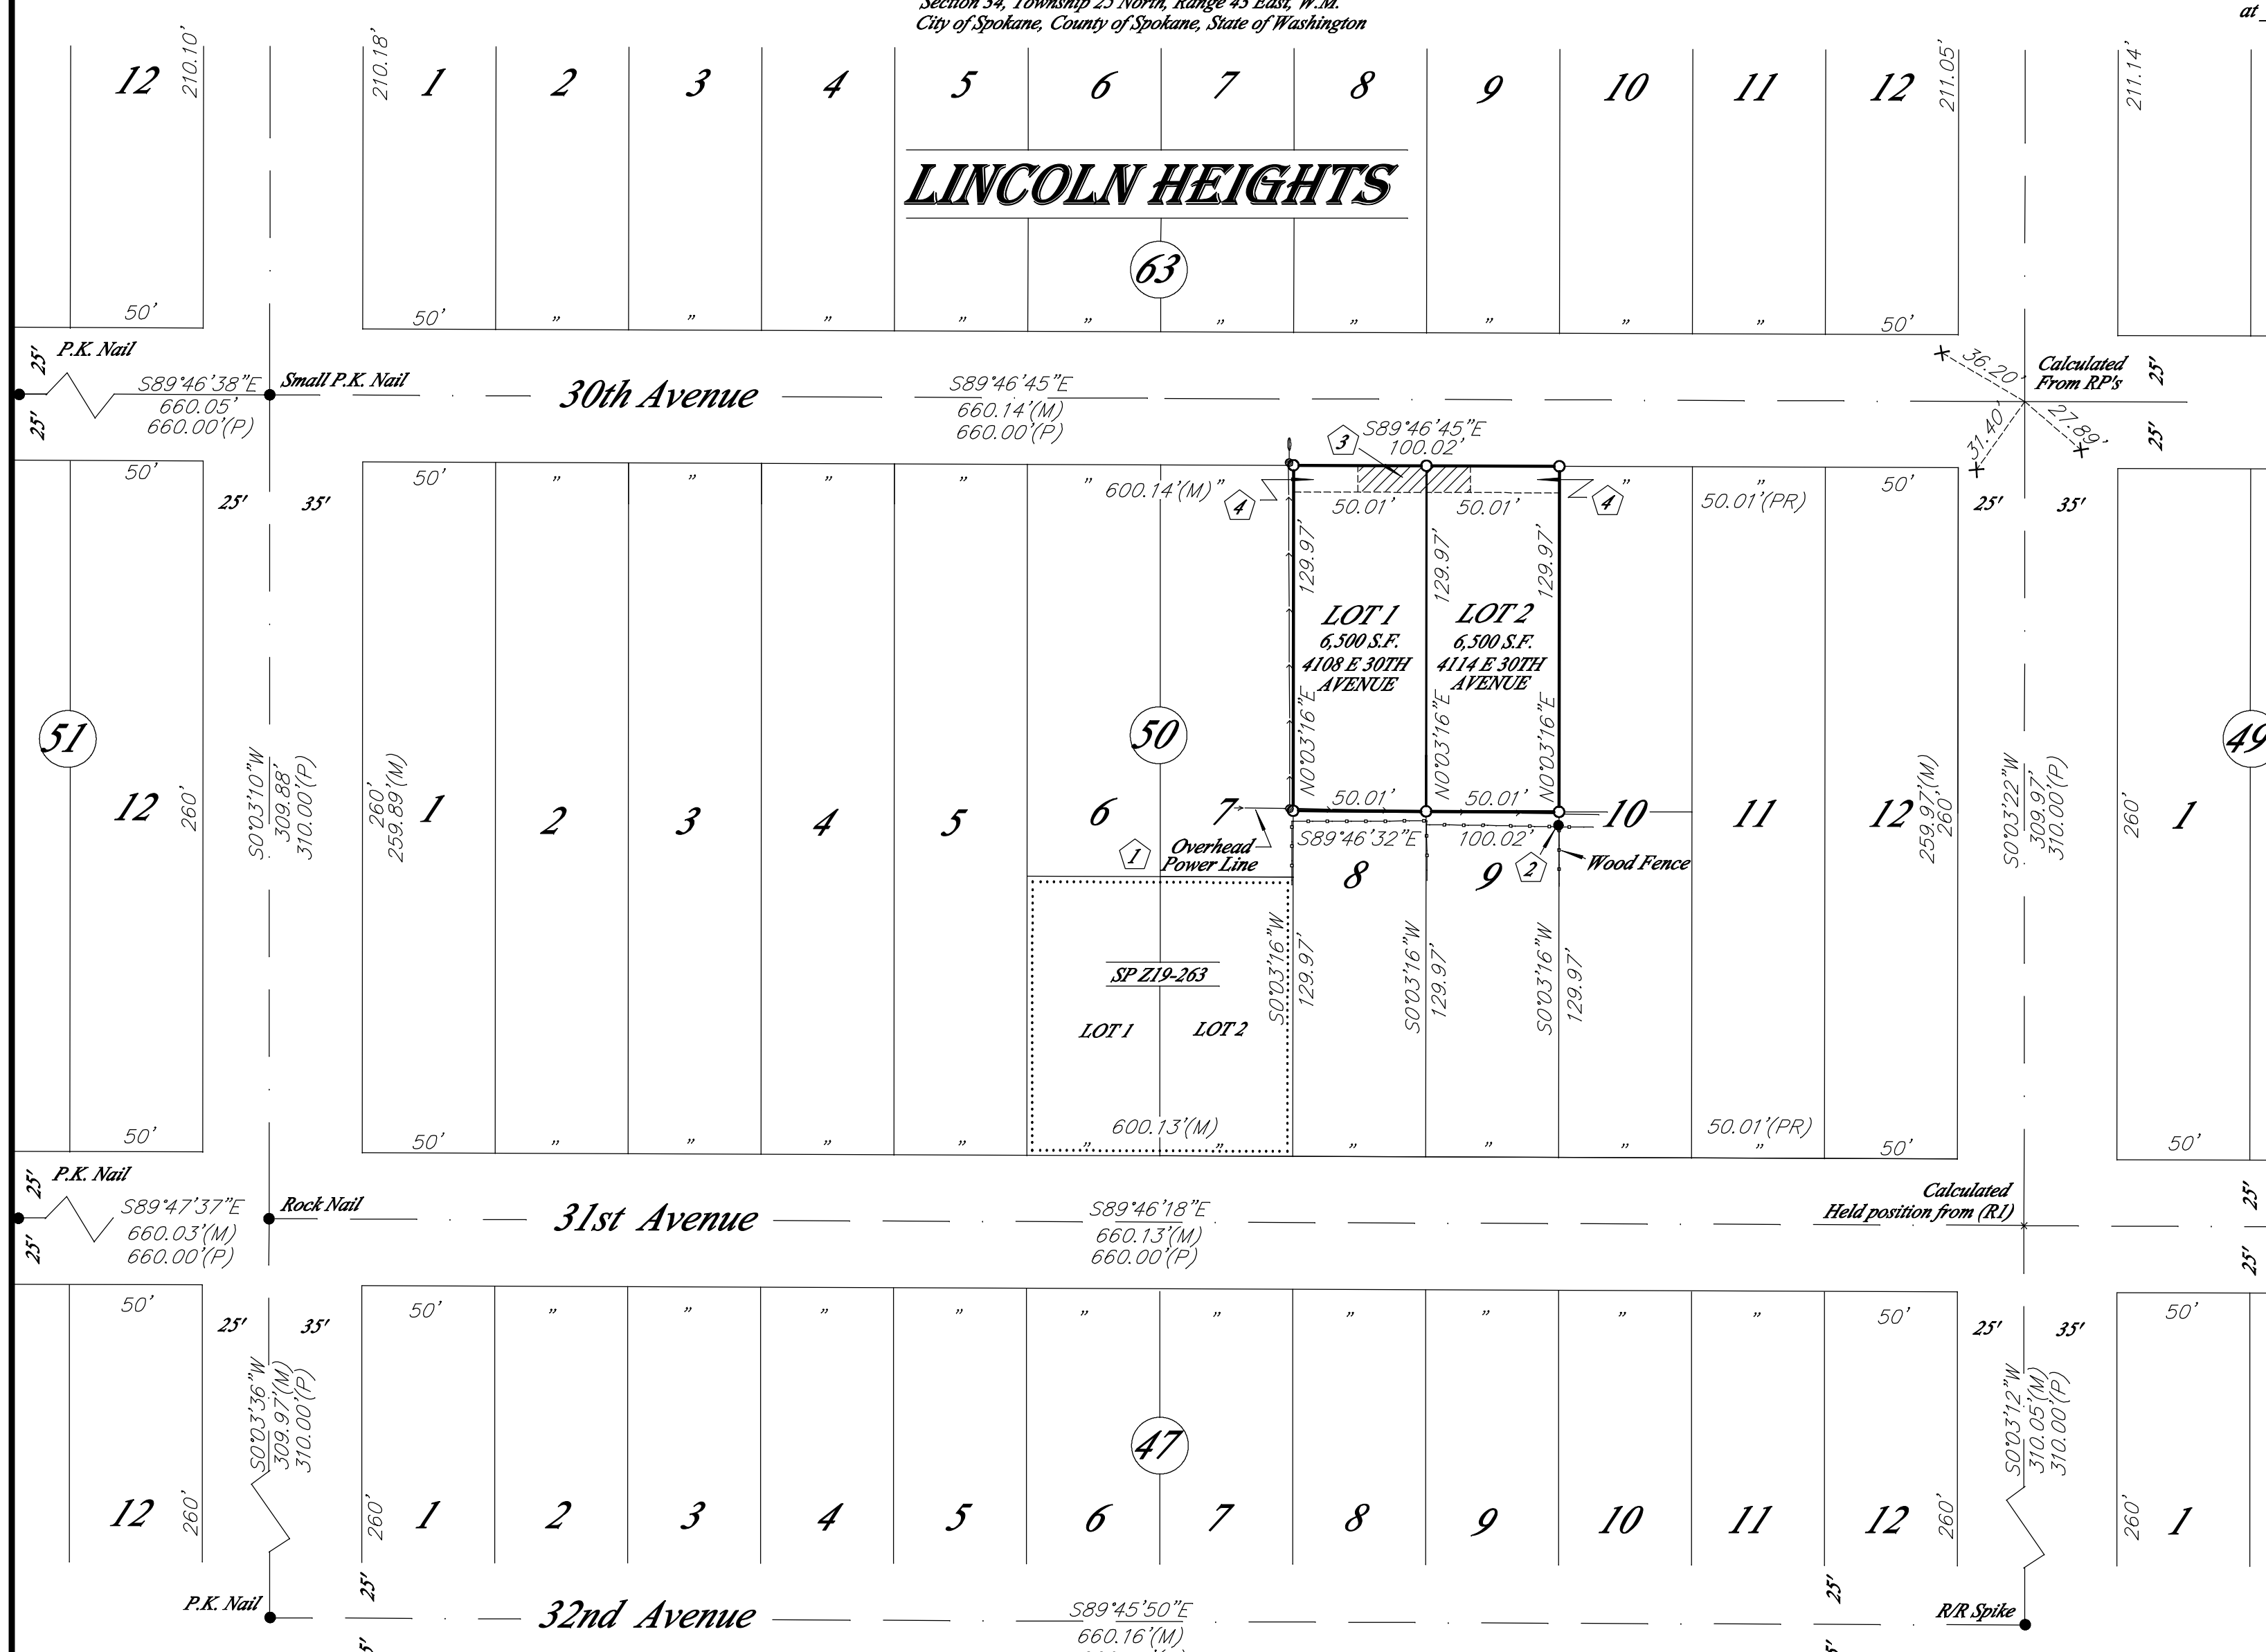 Section 34, Township 25 North, Range 43 East, W.M.
City of Spokane, County of Spokane, State of Washington
at
12 210.10' 210.18' 1 2 3 4 5 6 7 8 9 10 11 12 211.05' 211.14'
LINCOLN HEIGHTS
63
50' 50' " " " " " " " " " " 50'
25' P.K. Nail
S89°46'38"E Small P.K. Nail
660.05'
660.00'(P)
25'
30th Avenue
S89°46'45"E
660.14'(M)
660.00'(P)
36.20'
31.40'
27.89'
Calculated
From RP's
25'
25'
3 S89°46'45"E
100.02'
50' 50' " " " " " 600.14'(M) " " " 50'
25' 35' 4 50.01' 50.01' 4 50.01'(PR) 25' 35'
129.97' 129.97' 129.97'
LOT 1
6,500 S.F.
4108 E 30TH
AVENUE
LOT 2
6,500 S.F.
4114 E 30TH
AVENUE
N0°03'16"E N0°03'16"E N0°03'16"E
51 50 49
S0°03'10"W
309.88'
310.00'(P)
260'
259.89'(M)
259.97'(M)
260'
S0°03'22"W
309.97'
310.00'(P)
50.01' 50.01'
12 260' 1 2 3 4 5 6 7 10 11 12 260' 1
S89°46'32"E 100.02'
1 Overhead
Power Line
8 9 2 Wood Fence
S0°03'16"W
129.97'
S0°03'16"W
129.97'
S0°03'16"W
129.97'
SP Z19-263
LOT 1 LOT 2
600.13'(M) 50.01'(PR)
50' 50' " " " " " " " " " " 50' 50'
25' P.K. Nail
S89°47'37"E Rock Nail
660.03'(M)
660.00'(P)
25'
31st Avenue
S89°46'18"E
660.13'(M)
660.00'(P)
Calculated
Held position from (R1)
25'
25'
50' 50' " " " " " " " " " " 50' 50'
25' 35' 25' 35'
S0°03'36"W
309.97'(M)
310.00'(P)
S0°03'12"W
310.05'(M)
310.00'(P)
47
12 260' 260' 1 2 3 4 5 6 7 8 9 10 11 12 260' 260' 1
25' 25'
P.K. Nail 32nd Avenue
S89°45'50"E
660.16'(M)
R/R Spike
25' 25'